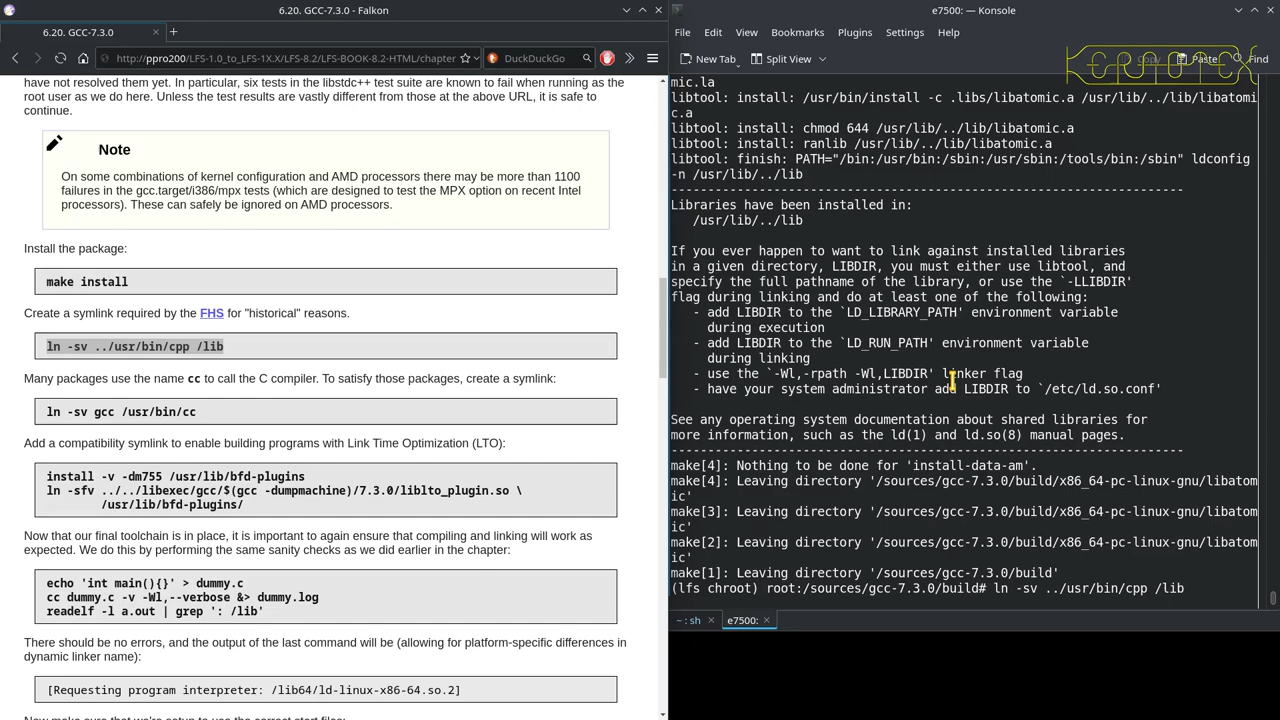 6.20. GCC-7.3.0 - Falkon
6.20. GCC-7.3.0
http://ppro200/LFS-1.0_to_LFS-1X.X/LFS-8.2/LFS-BOOK-8.2-HTML/chapter
DuckDuckGo
have not resolved them yet. In particular, six tests in the libstdc++ test suite are known to fail when running as the
root user as we do here. Unless the test results are vastly different from those at the above URL, it is safe to
continue.
Note
On some combinations of kernel configuration and AMD processors there may be more than 1100
failures in the gcc.target/i386/mpx tests (which are designed to test the MPX option on recent Intel
processors). These can safely be ignored on AMD processors.
Install the package:
make install
Create a symlink required by the FHS for "historical" reasons.
ln -sv ../usr/bin/cpp /lib
Many packages use the name cc to call the C compiler. To satisfy those packages, create a symlink:
ln -sv gcc /usr/bin/cc
Add a compatibility symlink to enable building programs with Link Time Optimization (LTO):
install -v -dm755 /usr/lib/bfd-plugins
ln -sfv ../../libexec/gcc/$(gcc -dumpmachine)/7.3.0/liblto_plugin.so \
/usr/lib/bfd-plugins/
Now that our final toolchain is in place, it is important to again ensure that compiling and linking will work as
expected. We do this by performing the same sanity checks as we did earlier in the chapter:
echo 'int main(){}' > dummy.c
cc dummy.c -v -Wl,--verbose &> dummy.log
readelf -l a.out | grep ': /lib'
There should be no errors, and the output of the last command will be (allowing for platform-specific differences in
dynamic linker name):
[Requesting program interpreter: /lib64/ld-linux-x86-64.so.2]
e7500: — Konsole
File Edit View Bookmarks Plugins Settings Help
New Tab Split View Copy Paste Find
mic.la
libtool: install: /usr/bin/install -c .libs/libatomic.a /usr/lib/../lib/libatomi
c.a
libtool: install: chmod 644 /usr/lib/../lib/libatomic.a
libtool: install: ranlib /usr/lib/../lib/libatomic.a
libtool: finish: PATH="/bin:/usr/bin:/sbin:/usr/sbin:/tools/bin:/sbin" ldconfig
-n /usr/lib/../lib
----------------------------------------------------------------------
Libraries have been installed in:
/usr/lib/../lib
If you ever happen to want to link against installed libraries
in a given directory, LIBDIR, you must either use libtool, and
specify the full pathname of the library, or use the `-LLIBDIR'
flag during linking and do at least one of the following:
- add LIBDIR to the `LD_LIBRARY_PATH' environment variable
during execution
- add LIBDIR to the `LD_RUN_PATH' environment variable
during linking
- use the `-Wl,-rpath -Wl,LIBDIR' linker flag
- have your system administrator add LIBDIR to `/etc/ld.so.conf'
See any operating system documentation about shared libraries for
more information, such as the ld(1) and ld.so(8) manual pages.
----------------------------------------------------------------------
make[4]: Nothing to be done for 'install-data-am'.
make[4]: Leaving directory '/sources/gcc-7.3.0/build/x86_64-pc-linux-gnu/libatom
ic'
make[3]: Leaving directory '/sources/gcc-7.3.0/build/x86_64-pc-linux-gnu/libatom
ic'
make[2]: Leaving directory '/sources/gcc-7.3.0/build/x86_64-pc-linux-gnu/libatom
ic'
make[1]: Leaving directory '/sources/gcc-7.3.0/build'
(lfs chroot) root:/sources/gcc-7.3.0/build# ln -sv ../usr/bin/cpp /lib
~ : sh
e7500: